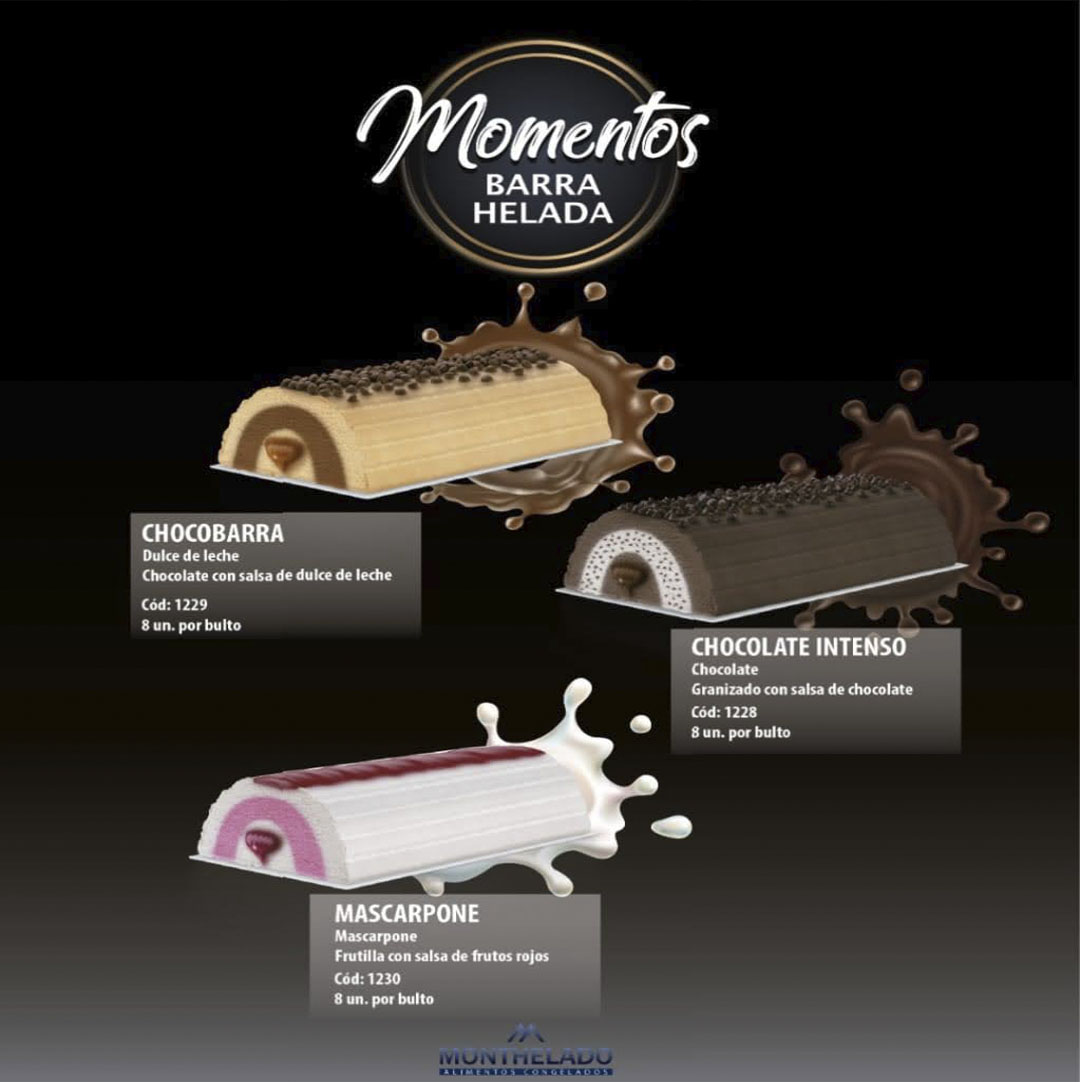 Momentos
BARRA
HELADA
CHOCOBARRA
Dulce de leche
Chocolate con salsa de dulce de leche
Cód: 1229
8 un. por bulto
CHOCOLATE INTENSO
Chocolate
Granizado con salsa de chocolate
Cód: 1228
8 un. por bulto
MASCARPONE
Mascarpone
Frutilla con salsa de frutos rojos
Cód: 1230
8 un. por bulto
MONTHELADO
ALIMENTOS CONGELADOS